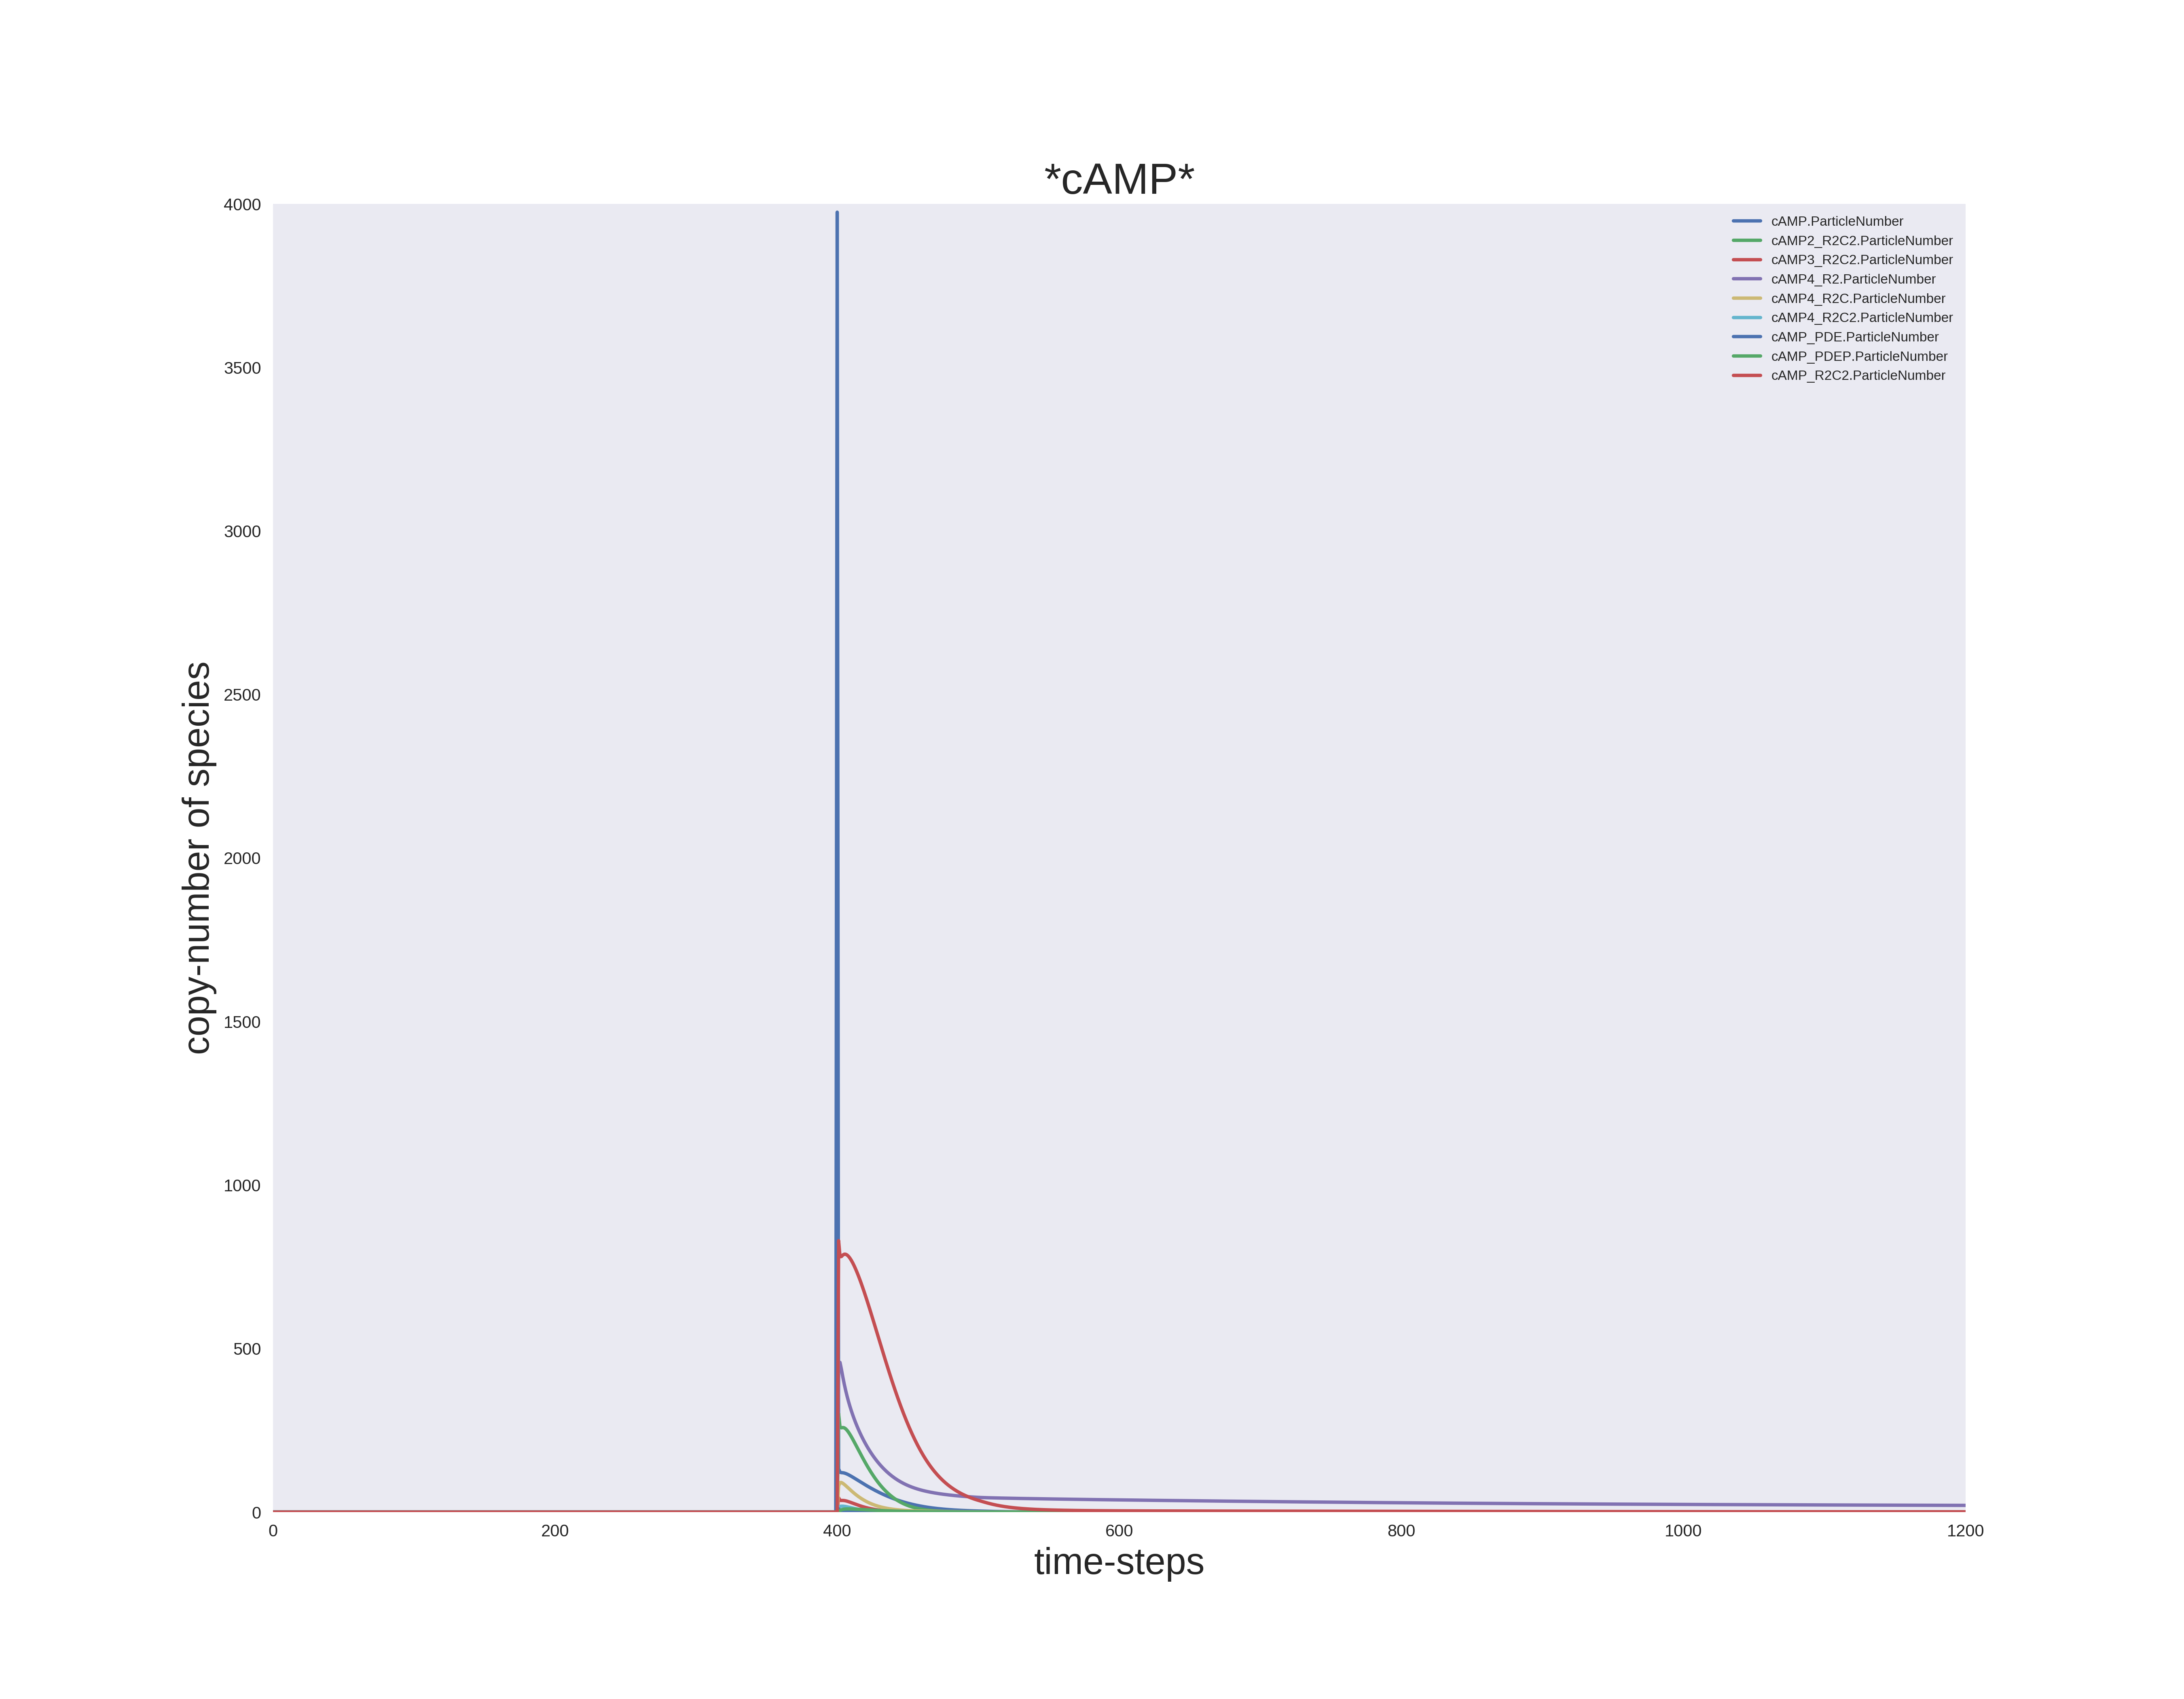 *cAMP*
4000
3500
3000
2500
2000
1500
1000
500
0
copy-number of species
cAMP.ParticleNumber
cAMP2_R2C2.ParticleNumber
cAMP3_R2C2.ParticleNumber
cAMP4_R2.ParticleNumber
cAMP4_R2C.ParticleNumber
cAMP4_R2C2.ParticleNumber
cAMP_PDE.ParticleNumber
cAMP_PDEP.ParticleNumber
cAMP_R2C2.ParticleNumber
0 200 400 600 800 1000 1200
time-steps